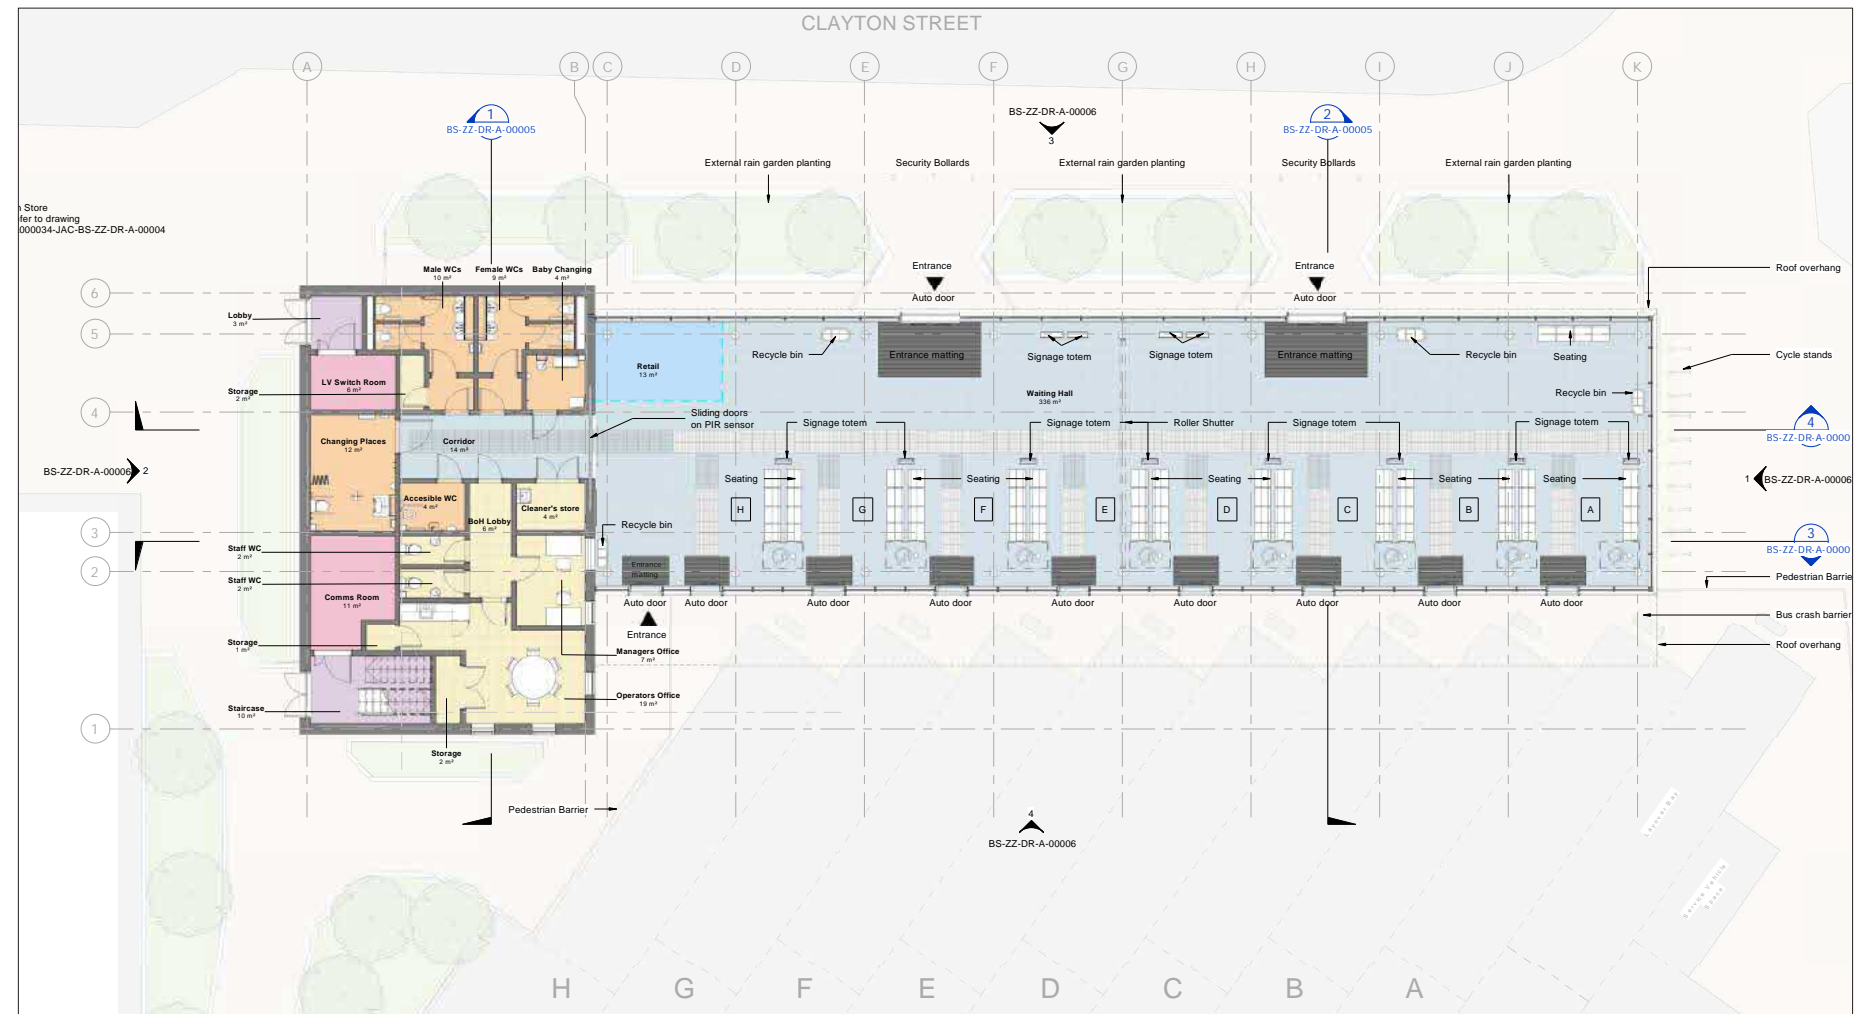 CLAYTON STREET
A
B
C
D
E
F
G
H
I
J
K
1
BS-ZZ-DR-A-00005
BS-ZZ-DR-A-00006
3
2
BS-ZZ-DR-A-00005
External rain garden planting
Security Bollards
External rain garden planting
Security Bollards
External rain garden planting
Store
fer to drawing
000034-JAC-BS-ZZ-DR-A-00004
Male WCs
10 m²
Female WCs
9 m²
Baby Changing
4 m²
Entrance
Auto door
Entrance
Auto door
Roof overhang
6
5
4
3
2
1
Lobby
3 m²
LV Switch Room
6 m²
Storage
2 m²
Retail
13 m²
Recycle bin
Entrance matting
Signage totem
Signage totem
Entrance matting
Recycle bin
Seating
Cycle stands
Waiting Hall
336 m²
Recycle bin
Sliding doors
on PIR sensor
Changing Places
12 m²
Corridor
14 m²
Signage totem
Signage totem
Roller Shutter
Signage totem
Signage totem
4
BS-ZZ-DR-A-0000
BS-ZZ-DR-A-00006
2
1
BS-ZZ-DR-A-00006
Seating
Seating
Seating
Seating
Seating
H
G
F
E
D
C
B
A
Accesible WC
4 m²
BoH Lobby
6 m²
Cleaner's store
4 m²
Recycle bin
3
BS-ZZ-DR-A-0000
Staff WC
2 m²
Staff WC
2 m²
Comms Room
11 m²
Entrance
matting
Pedestrian Barrie
Auto door
Auto door
Auto door
Auto door
Auto door
Auto door
Auto door
Auto door
Auto door
Bus crash barrier
Entrance
Storage
1 m²
Managers Office
7 m²
Roof overhang
Operators Office
19 m²
Staircase
10 m²
Storage
2 m²
Pedestrian Barrier
4
BS-ZZ-DR-A-00006
Layover Bay
Service Vehicle
Space
H
G
F
E
D
C
B
A